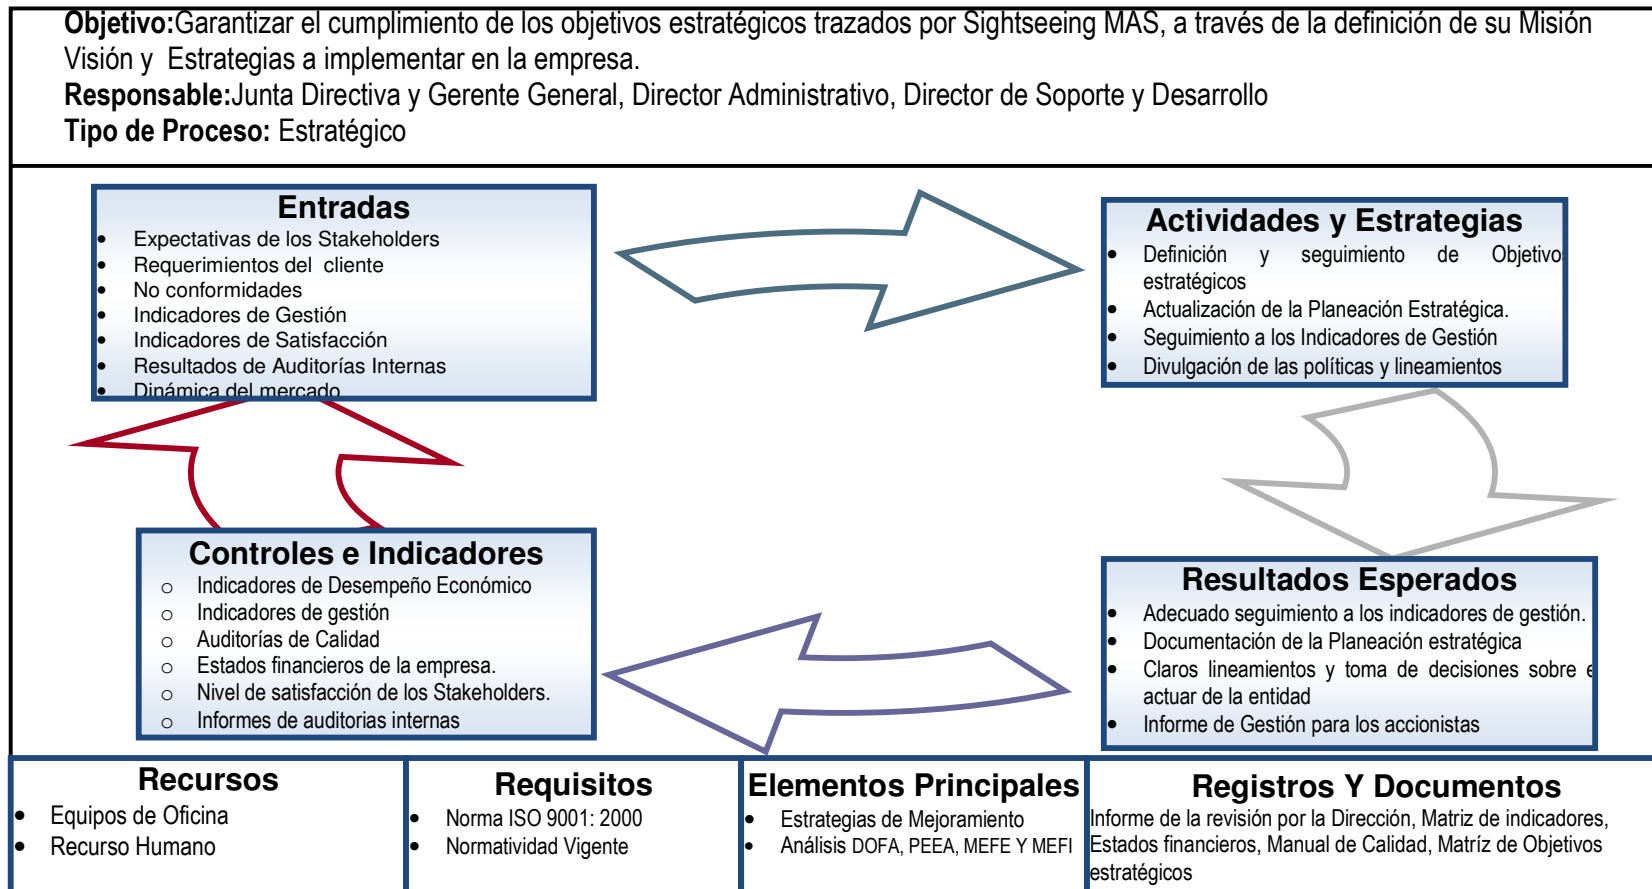 Objetivo:Garantizar el cumplimiento de los objetivos estratégicos trazados por Sightseeing MAS, a través de la definición de su Misión
Visión y Estrategias a implementar en la empresa.
Responsable:Junta Directiva y Gerente General, Director Administrativo, Director de Soporte y Desarrollo
Tipo de Proceso: Estratégico
Entradas
• Expectativas de los Stakeholders
• Requerimientos del cliente
• No conformidades
• Indicadores de Gestión
• Indicadores de Satisfacción
• Resultados de Auditorías Internas
• Dinámica del mercado
Actividades y Estrategias
• Definición y seguimiento de Objetivo
estratégicos
• Actualización de la Planeación Estratégica.
• Seguimiento a los Indicadores de Gestión
• Divulgación de las políticas y lineamientos
Controles e Indicadores
o Indicadores de Desempeño Económico
o Indicadores de gestión
o Auditorías de Calidad
o Estados financieros de la empresa.
o Nivel de satisfacción de los Stakeholders.
o Informes de auditorias internas
Resultados Esperados
• Adecuado seguimiento a los indicadores de gestión.
• Documentación de la Planeación estratégica
• Claros lineamientos y toma de decisiones sobre e
actuar de la entidad
• Informe de Gestión para los accionistas
Recursos
• Equipos de Oficina
• Recurso Humano
Requisitos
• Norma ISO 9001: 2000
• Normatividad Vigente
Elementos Principales
• Estrategias de Mejoramiento
• Análisis DOFA, PEEA, MEFE Y MEFI
Registros Y Documentos
Informe de la revisión por la Dirección, Matriz de indicadores,
Estados financieros, Manual de Calidad, Matríz de Objetivos
estratégicos